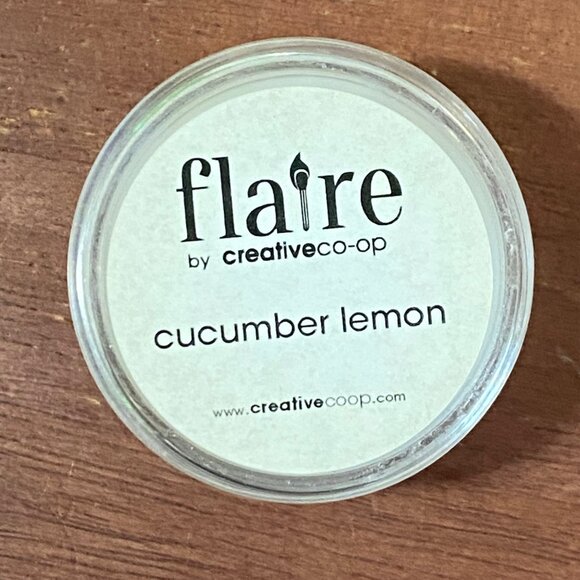 flaire
by creativeco-op
cucumber lemon
www.creativecoop.com